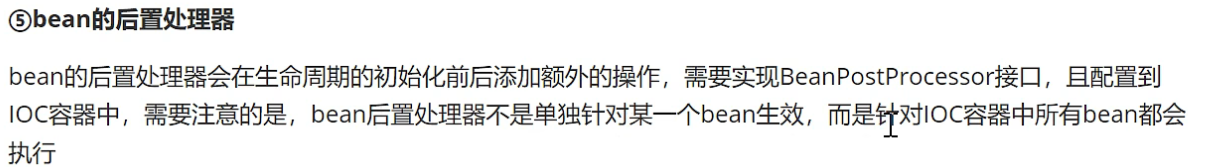 ⑤bean的后置处理器
bean的后置处理器会在生命周期的初始化前后添加额外的操作，需要实现BeanPostProcessor接口，且配置到
IOC容器中，需要注意的是，bean后置处理器不是单独针对某一个bean生效，而是针对IOC容器中所有bean都会
执行